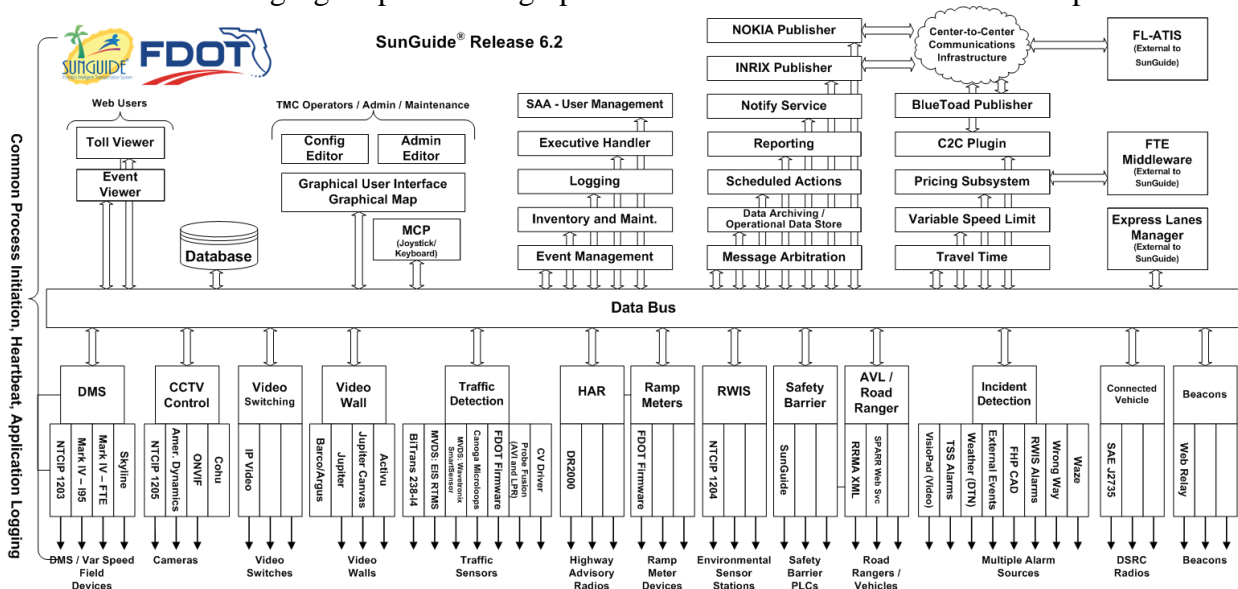 SUNGUIDE
FDOT
SunGuide® Release 6.2
Common Process Initiation, Heartbeat, Application Logging
Web Users
Toll Viewer
Event
Viewer
Database
TMC Operators / Admin / Maintenance
Config
Editor
Admin
Editor
Graphical User Interface
Graphical Map
MCP
(Joystick/
Keyboard)
SAA - User Management
Executive Handler
Logging
Inventory and Maint.
Event Management
NOKIA Publisher
INRIX Publisher
Notify Service
Reporting
Scheduled Actions
Data Archiving /
Operational Data Store
Message Arbitration
Center-to-Center
Communications
Infrastructure
BlueToad Publisher
C2C Plugin
Pricing Subsystem
Variable Speed Limit
Travel Time
FL-ATIS
(External to
SunGuide)
FTE
Middleware
(External to
SunGuide)
Express Lanes
Manager
(External to
SunGuide)
Data Bus
DMS
NTCIP 1203
Mark IV – I95
Mark IV – FTE
Skyline
DMS / Var Speed
Field
Devices
CCTV
Control
NTCIP 1205
Amer. Dynamics
ONVIF
Cohu
Cameras
Video
Switching
IP Video
Video
Switches
Video
Wall
Barco/Argus
Jupiter
Jupiter Canvas
Activu
Video
Walls
Traffic
Detection
BiTrans 238-I4
MVDS: EIS RTMS
MVDS: Wavetronix
SmartSensor
Canoga Microloops
FDOT Firmware
Probe Fusion
(AVI and LPR)
CV Driver
Traffic
Sensors
HAR
DR2000
Highway
Advisory
Radios
Ramp
Meters
FDOT Firmware
Ramp
Meter
Devices
RWIS
NTCIP 1204
Environmental
Sensor
Stations
Safety
Barrier
SunGuide
Safety
Barrier
PLCs
AVL /
Road
Ranger
RRMA XML
SPARR Web Svc
Road
Rangers /
Vehicles
Incident
Detection
VisioPad (Video)
TSS Alarms
Weather (DTN)
External Events
FHP CAD
RWIS Alarms
Wrong Way
Waze
Multiple Alarm
Sources
Connected
Vehicle
SAE J2735
DSRC
Radios
Beacons
Web Relay
Beacons